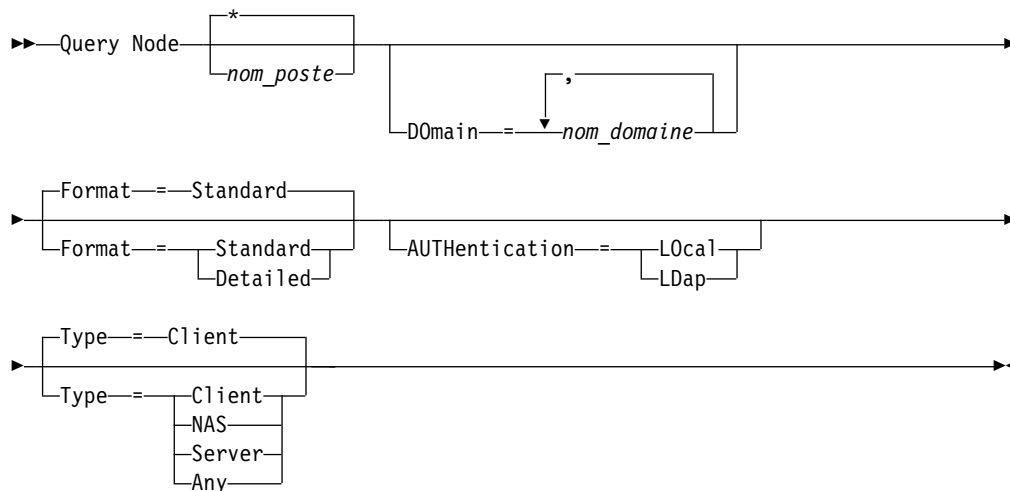 *
Query Node
nom_poste
,
DOmain = nom_domaine
Format = Standard
Format = Standard
Detailed
AUTHentication = LOcal
LDap
Type = Client
Type = Client
NAS
Server
Any